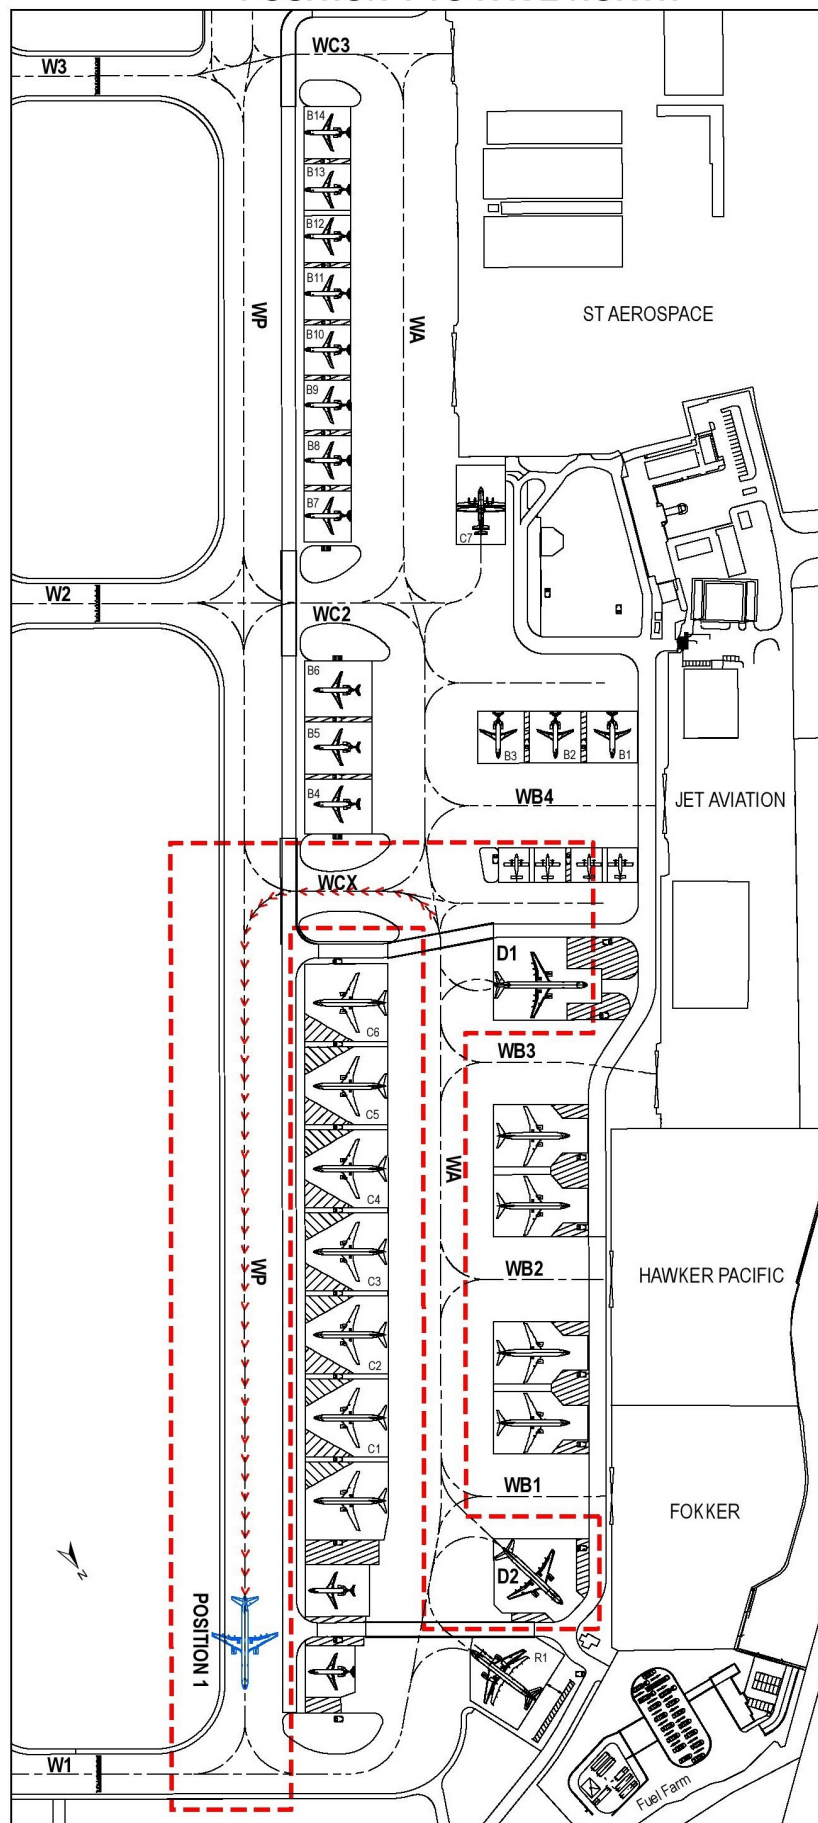 WC3
W3
B14
B13
B12
B11
WP
WA
ST AEROSPACE
B10
B9
B8
B7
C7
W2
WC2
B6
B5
B3
B2
B1
B4
WB4
JET AVIATION
WCX
D1
C6
WB3
C5
WA
C4
WP
C3
WB2
HAWKER PACIFIC
C2
C1
WB1
FOKKER
N
D2
POSITION 1
R1
W1
Fuel Farm